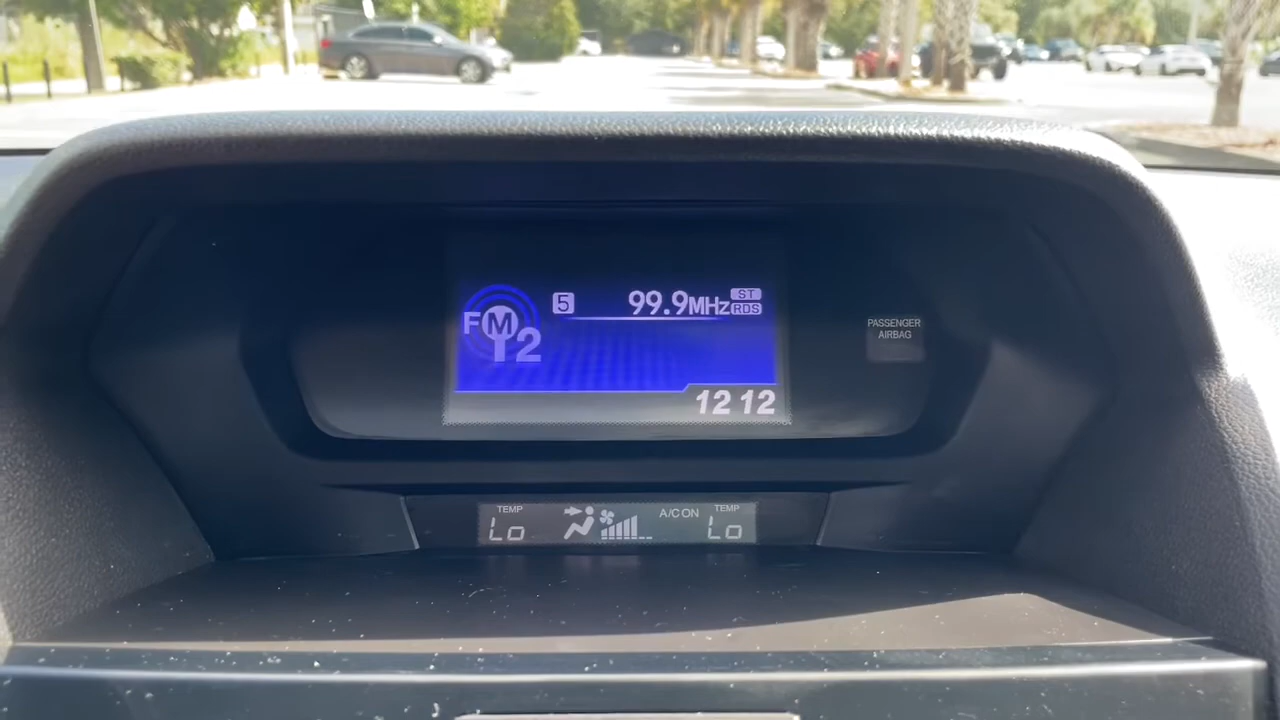 FM2 5 99.9MHz ST
RDS
12 12
PASSENGER
AIRBAG
TEMP A/C ON TEMP
Lo Lo